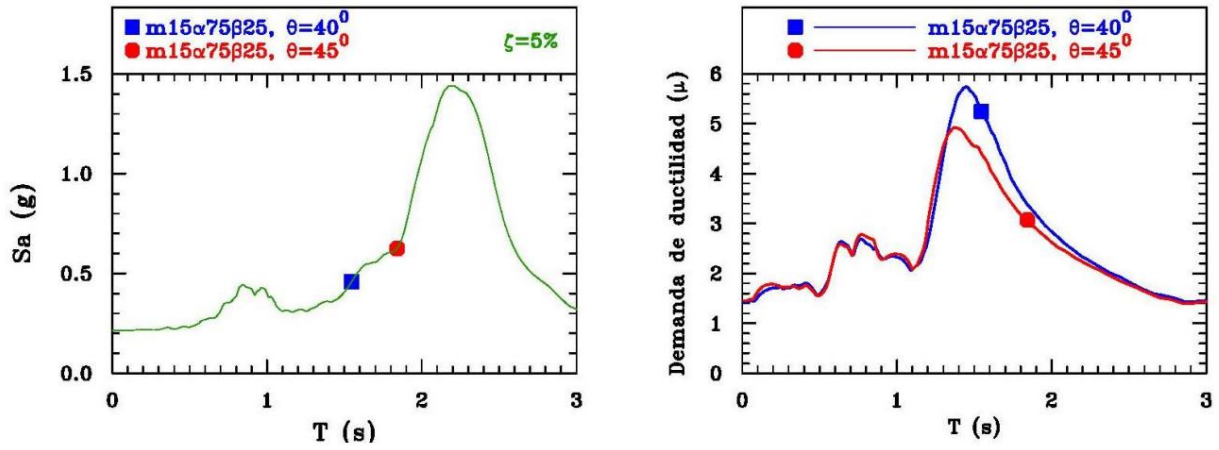 m15α75β25, θ=40⁰
m15α75β25, θ=45⁰
ζ=5%
1.5
1.0
0.5
0.0
Sa (g)
0 1 2 3
T (s)
m15α75β25, θ=40⁰
m15α75β25, θ=45⁰
6
5
4
3
2
1
0
Demanda de ductilidad (μ)
0 1 2 3
T (s)